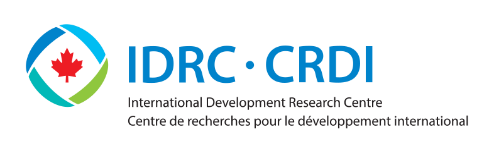 IDRC · CRDI
International Development Research Centre
Centre de recherches pour le développement international